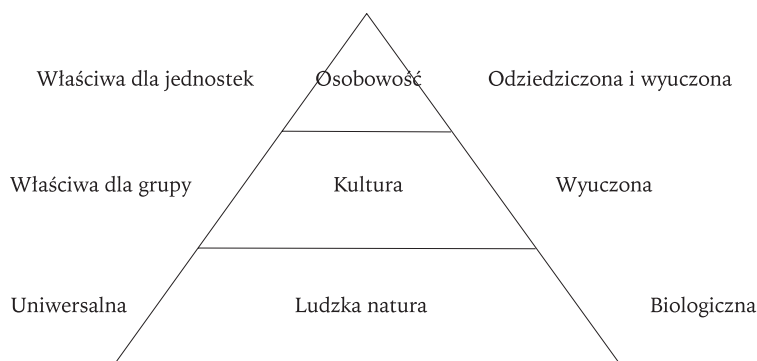 Właściwa dla jednostek Osobowość Odziedziczona i wyuczona
Właściwa dla grupy Kultura Wyuczona
Uniwersalna Ludzka natura Biologiczna